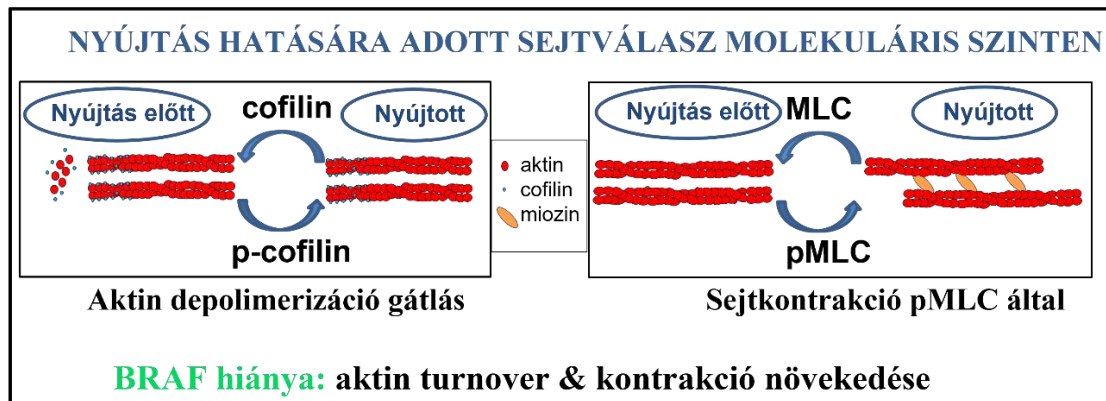 NYÚJTÁS HATÁSÁRA ADOTT SEJTVÁLASZ MOLEKULÁRIS SZINTEN
Nyújtás előtt
cofilin
Nyújtott
p-cofilin
aktin
cofilin
miozin
Nyújtás előtt
MLC
Nyújtott
pMLC
Aktin depolimerizáció gátlás
Sejtkontrakció pMLC által
BRAF hiánya: aktin turnover & kontrakció növekedése